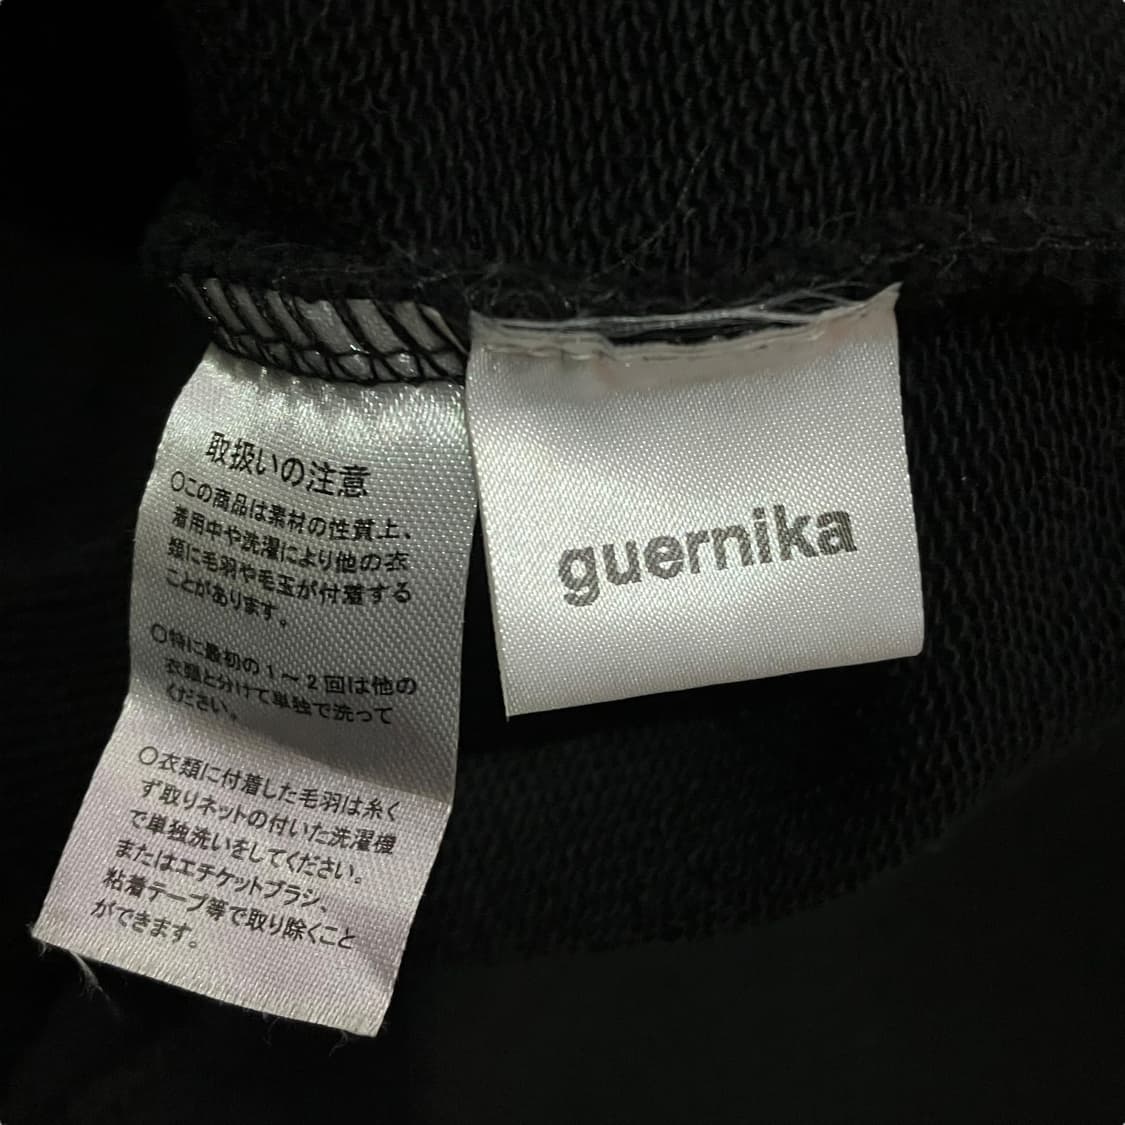 取扱いの注意
〇この商品は素材の性質上、
着用中や洗濯により他の衣
類に毛羽や毛玉が付着する
ことがあります。
〇特に最初の1~2回は他の
衣類と分けて単独で洗って
ください。
〇衣類に付着した毛羽は糸く
ず取りネットの付いた洗濯機
で単独洗いをしてください。
またはエチケットブラシ、
粘着テープ等で取り除くこと
ができます。
guernika